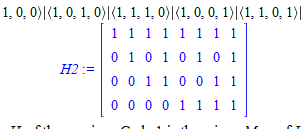 1, 0, 0⟩|⟨1, 0, 1, 0⟩|⟨1, 1, 1, 0⟩|⟨1, 0, 0, 1⟩|⟨1, 1, 0, 1⟩|
H2 := [ 1 1 1 1 1 1 1 1
0 1 0 1 0 1 0 1
0 0 1 1 0 0 1 1
0 0 0 0 1 1 1 1 ]